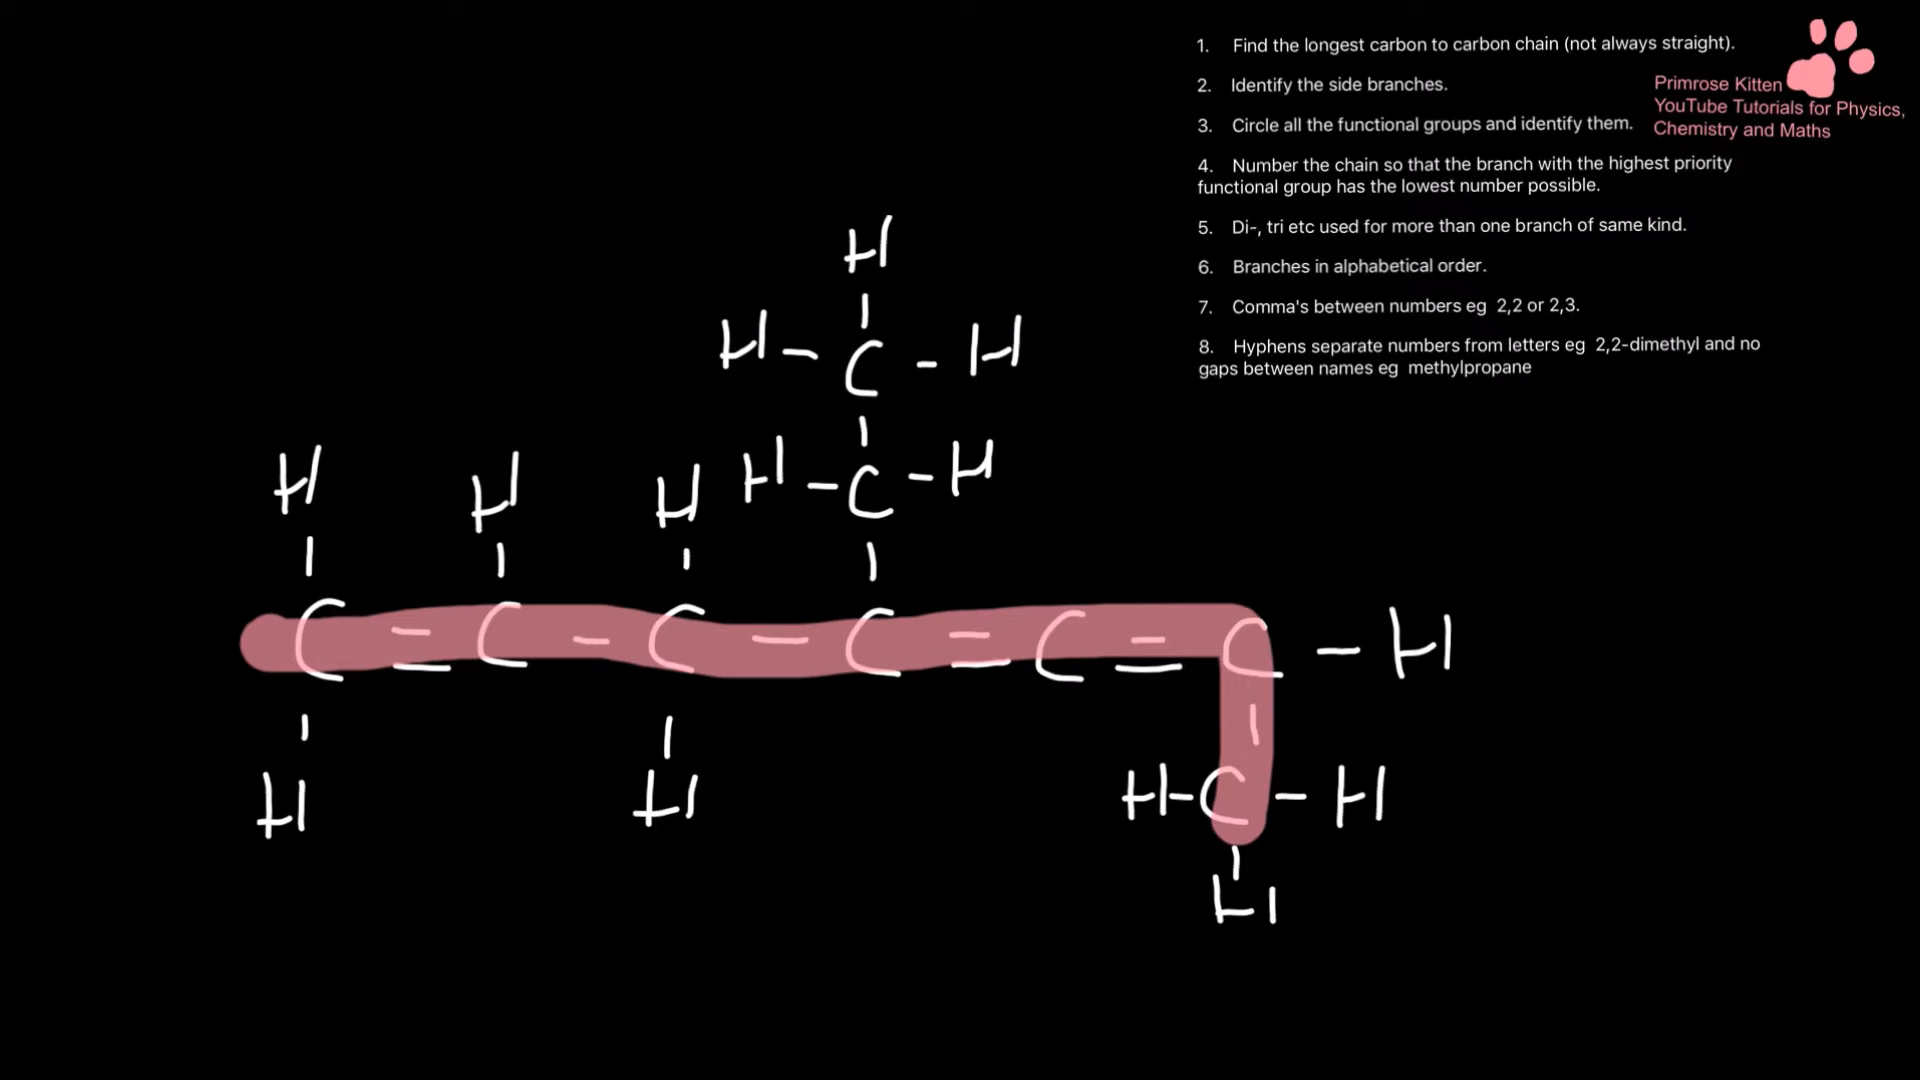 1. Find the longest carbon to carbon chain (not always straight).
2. Identify the side branches.
Primrose Kitten
YouTube Tutorials for Physics,
Chemistry and Maths
3. Circle all the functional groups and identify them.
4. Number the chain so that the branch with the highest priority
functional group has the lowest number possible.
5. Di-, tri etc used for more than one branch of same kind.
6. Branches in alphabetical order.
7. Comma's between numbers eg 2,2 or 2,3.
8. Hyphens separate numbers from letters eg 2,2-dimethyl and no
gaps between names eg methylpropane
H
H - C - H
H H H H - C - H
C = C - C - C = C = C - H
H H H - C - H
H